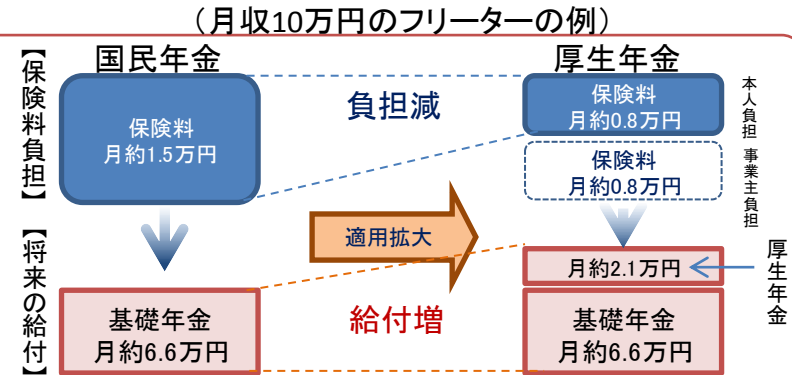 （月収10万円のフリーターの例）
国民年金
厚生年金
【保険料負担】
保険料
月約1.5万円
負担減
保険料
月約0.8万円
本人負担
保険料
月約0.8万円
事業主負担
適用拡大
【将来の給付】
月約2.1万円
厚生年金
基礎年金
月約6.6万円
給付増
基礎年金
月約6.6万円